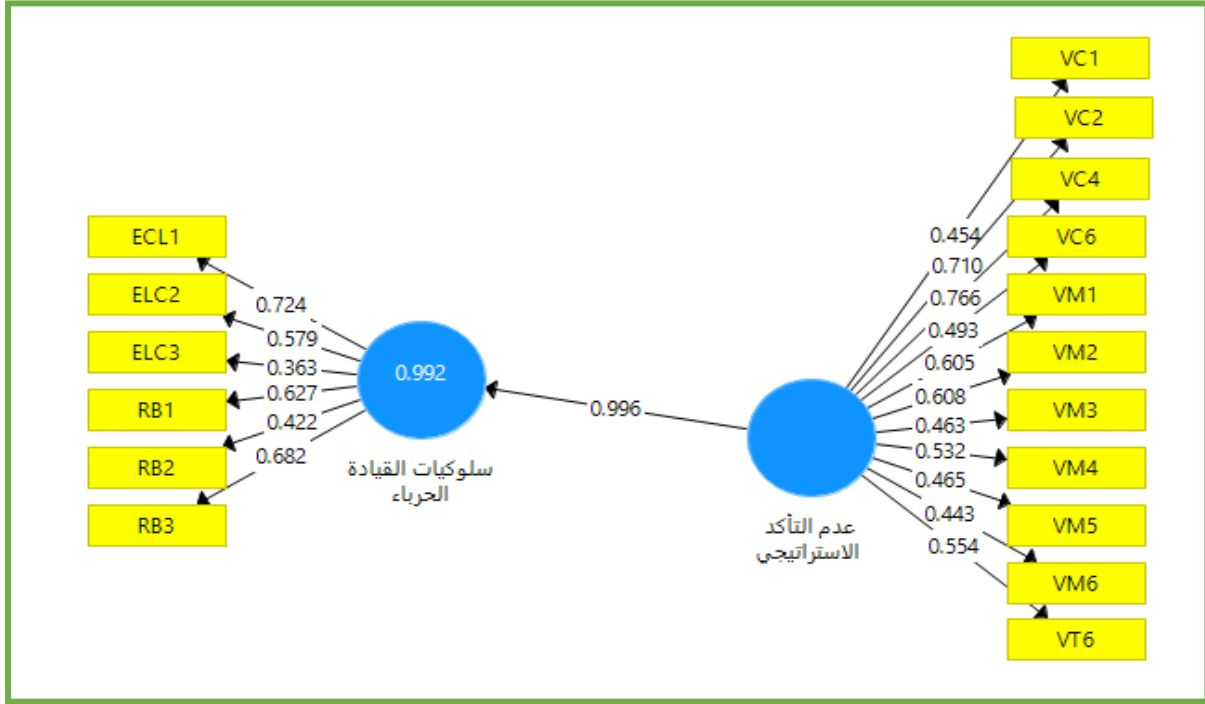 ECL1
ELC2
ELC3
RB1
RB2
RB3
0.724
0.579
0.363
0.627
0.422
0.682
0.992
سلوكيات القيادة
الحرباء
0.996
عدم التأكد
الاستراتيجي
0.454
0.710
0.766
0.493
0.605
0.608
0.463
0.532
0.465
0.443
0.554
VC1
VC2
VC4
VC6
VM1
VM2
VM3
VM4
VM5
VM6
VT6